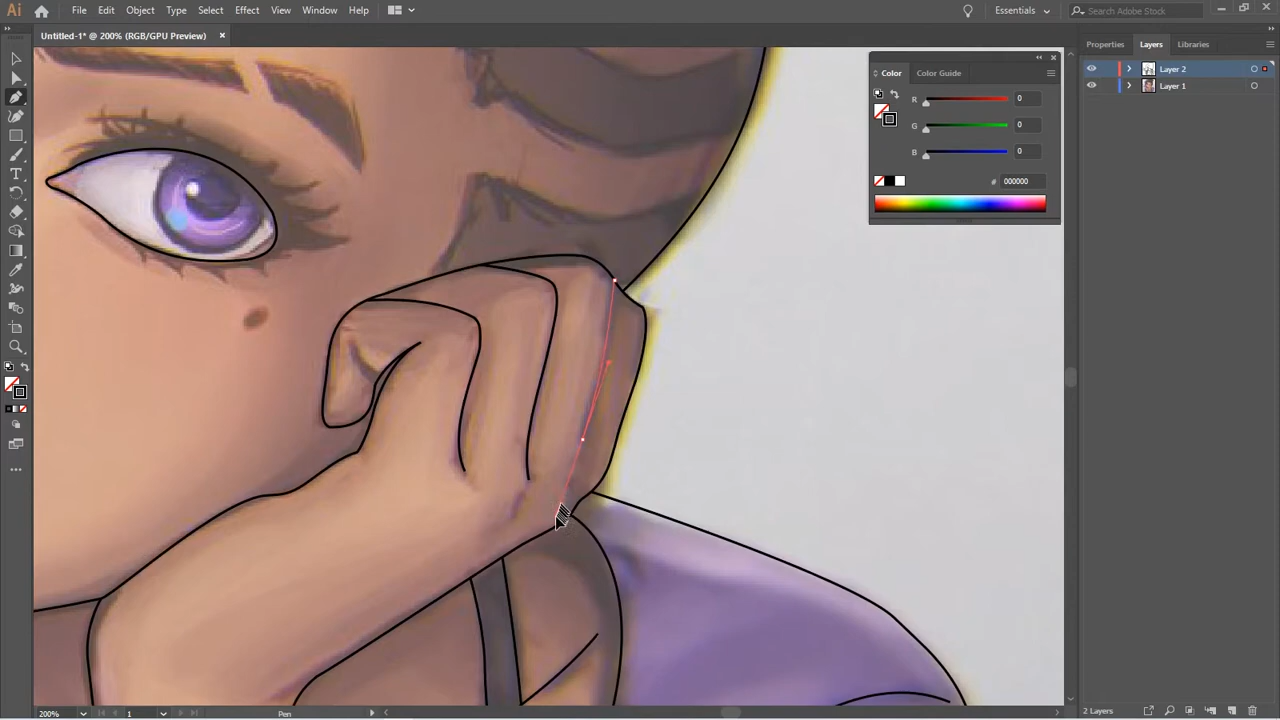 Ai File Edit Object Type Select Effect View Window Help Essentials Search Adobe Stock
Untitled-1* @ 200% (RGB/GPU Preview) ×
Properties Layers Libraries
Layer 2
Layer 1
Color Color Guide
R 0
G 0
B 0
# 000000
T
200% 1 Pen
2 Layers